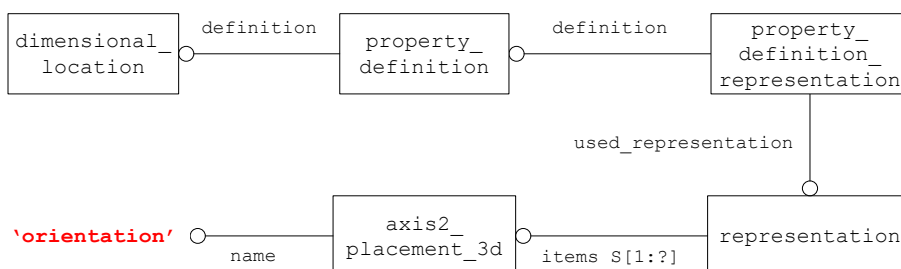 dimensional_
location
definition
property_
definition
definition
property_
definition_
representation
used_representation
‘orientation’
name
axis2_
placement_3d
items S[1:?]
representation